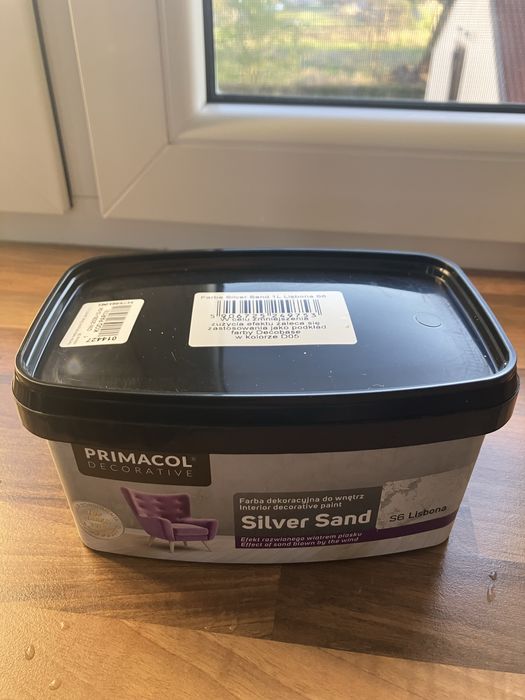 Farba Silver Sand 1L Lisbona S6
5906725249733
W celu zmniejszenia
zużycia efektu zaleca się
zastosowanie jako podkład
farby Decobase
w kolorze D05
014427
PRIMACOL®
DECORATIVE
Farba dekoracyjna do wnętrz
Interior decorative paint
Silver Sand
S6 Lisbona
Efekt rozwianego wiatrem piasku
Effect of sand blown by the wind